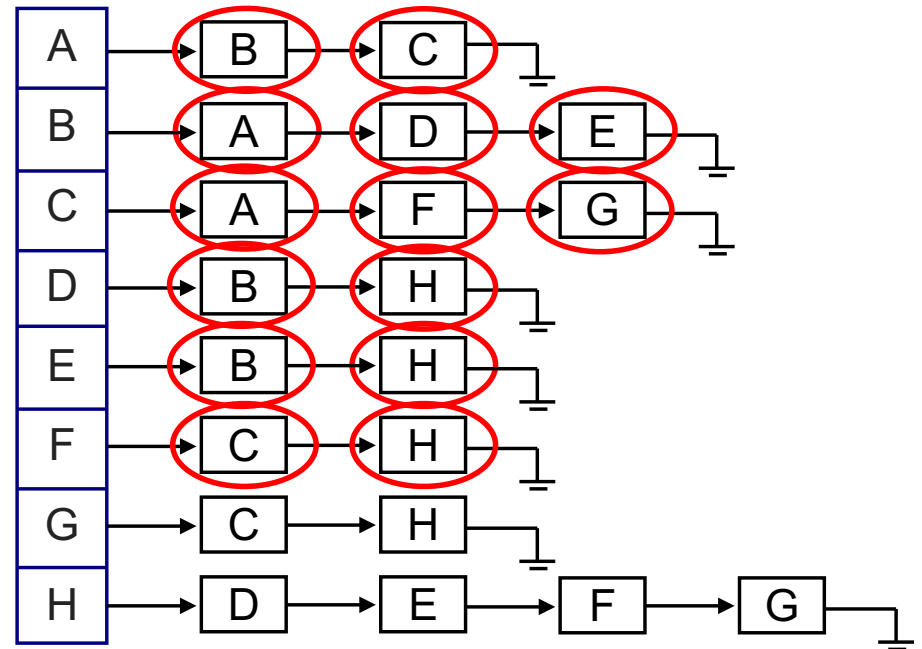 A B C
B A D E
C A F G
D B H
E B H
F C H
G C H
H D E F G